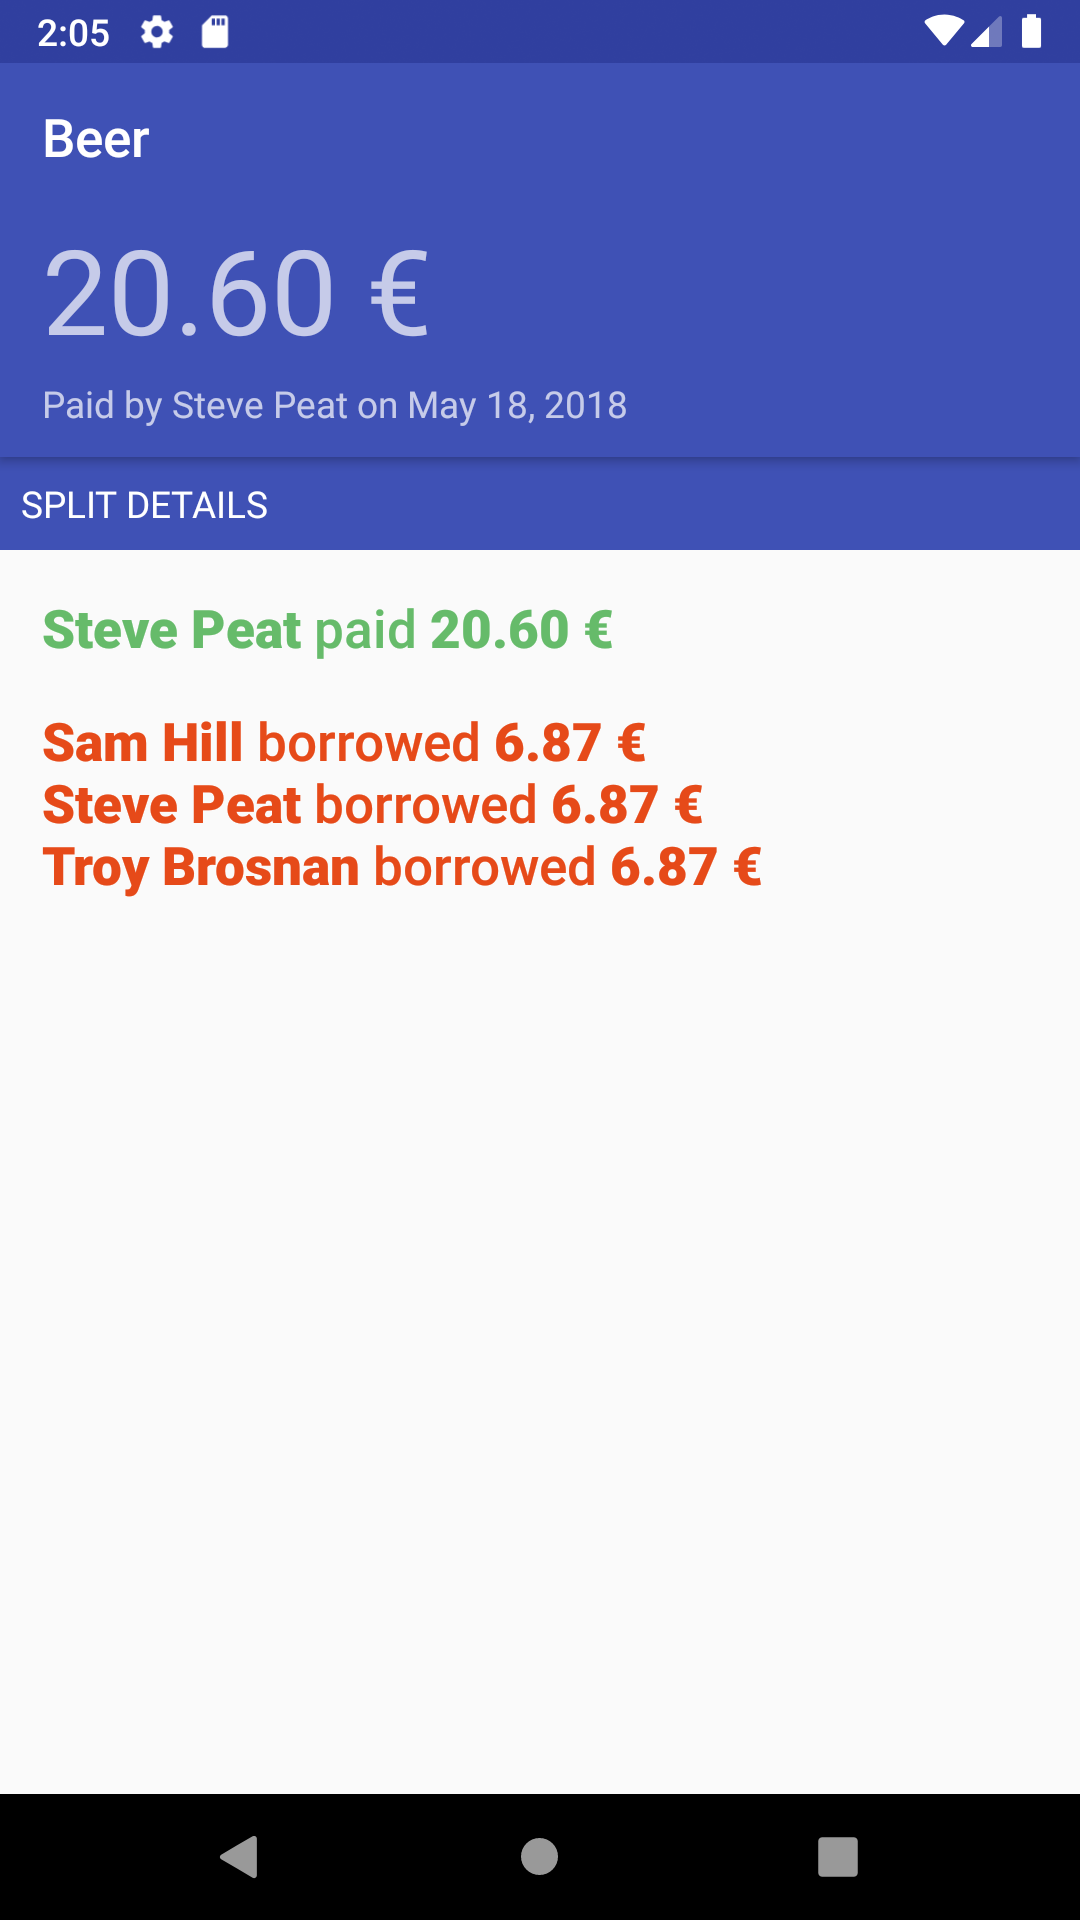 2:05
Beer
20.60 €
Paid by Steve Peat on May 18, 2018
SPLIT DETAILS
Steve Peat paid 20.60 €
Sam Hill borrowed 6.87 €
Steve Peat borrowed 6.87 €
Troy Brosnan borrowed 6.87 €